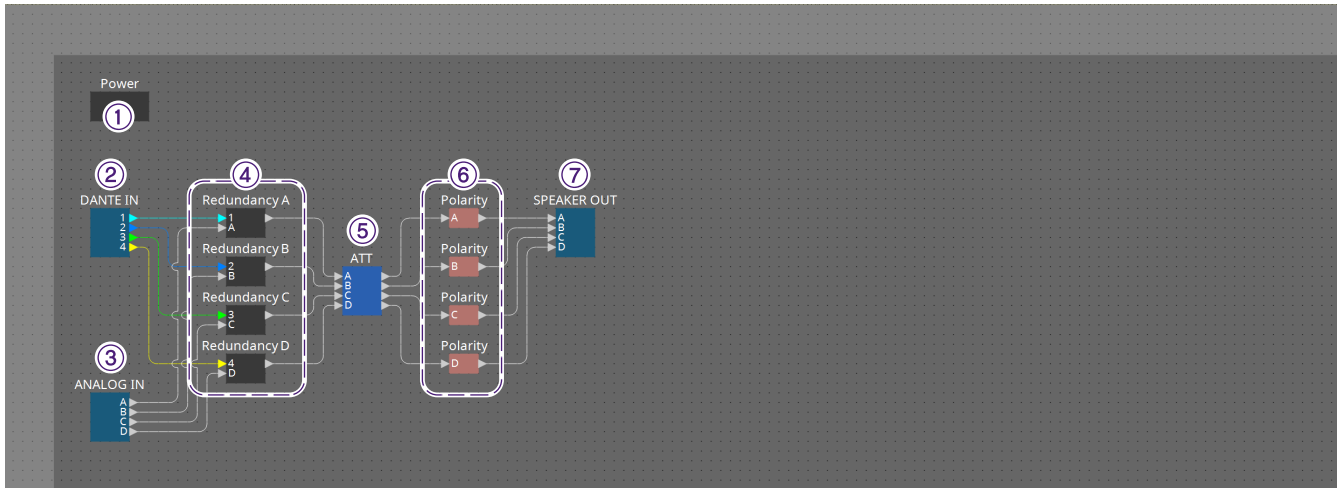 Power
①
②
DANTE IN
1
2
3
4
③
ANALOG IN
A
B
C
D
④
Redundancy A
1
A
Redundancy B
2
B
Redundancy C
3
C
Redundancy D
4
D
⑤
ATT
A
B
C
D
⑥
Polarity
A
Polarity
B
Polarity
C
Polarity
D
⑦
SPEAKER OUT
A
B
C
D